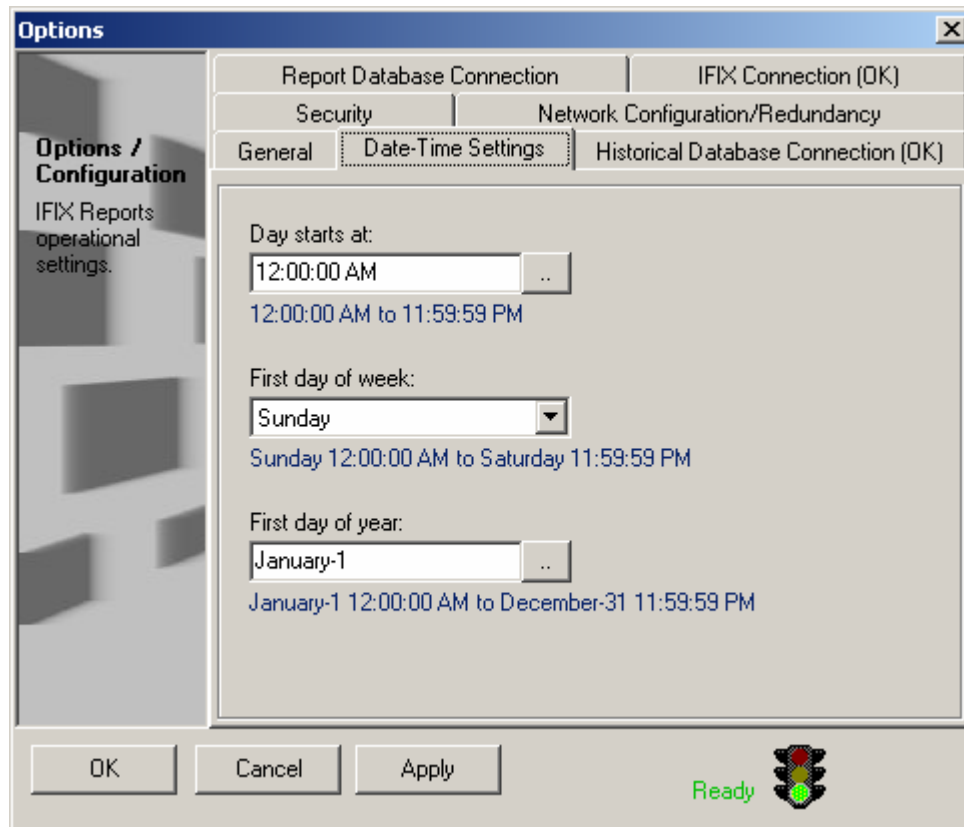 Options
Options /
Configuration
IFIX Reports
operational
settings.
Report Database Connection
IFIX Connection (OK)
Security
Network Configuration/Redundancy
General
Date-Time Settings
Historical Database Connection (OK)
Day starts at:
12:00:00 AM
..
12:00:00 AM to 11:59:59 PM
First day of week:
Sunday
Sunday 12:00:00 AM to Saturday 11:59:59 PM
First day of year:
January-1
..
January-1 12:00:00 AM to December-31 11:59:59 PM
OK
Cancel
Apply
Ready